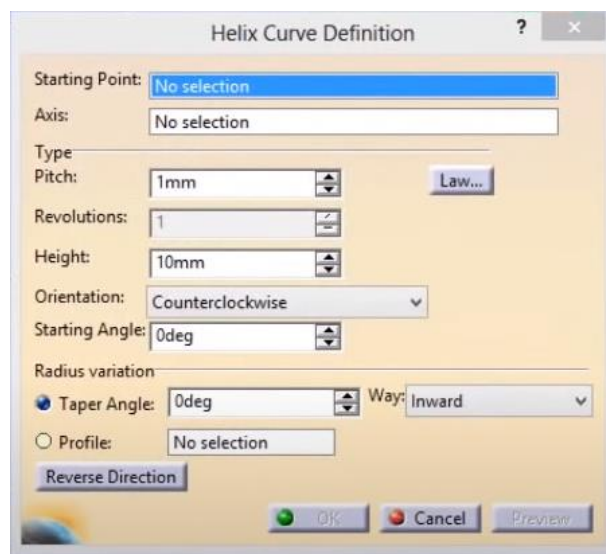 Helix Curve Definition ? ×
Starting Point: No selection
Axis: No selection
Type
Pitch: 1mm Law...
Revolutions: 1
Height: 10mm
Orientation: Counterclockwise
Starting Angle: 0deg
Radius variation
Taper Angle: 0deg Way: Inward
Profile: No selection
Reverse Direction
OK Cancel Preview